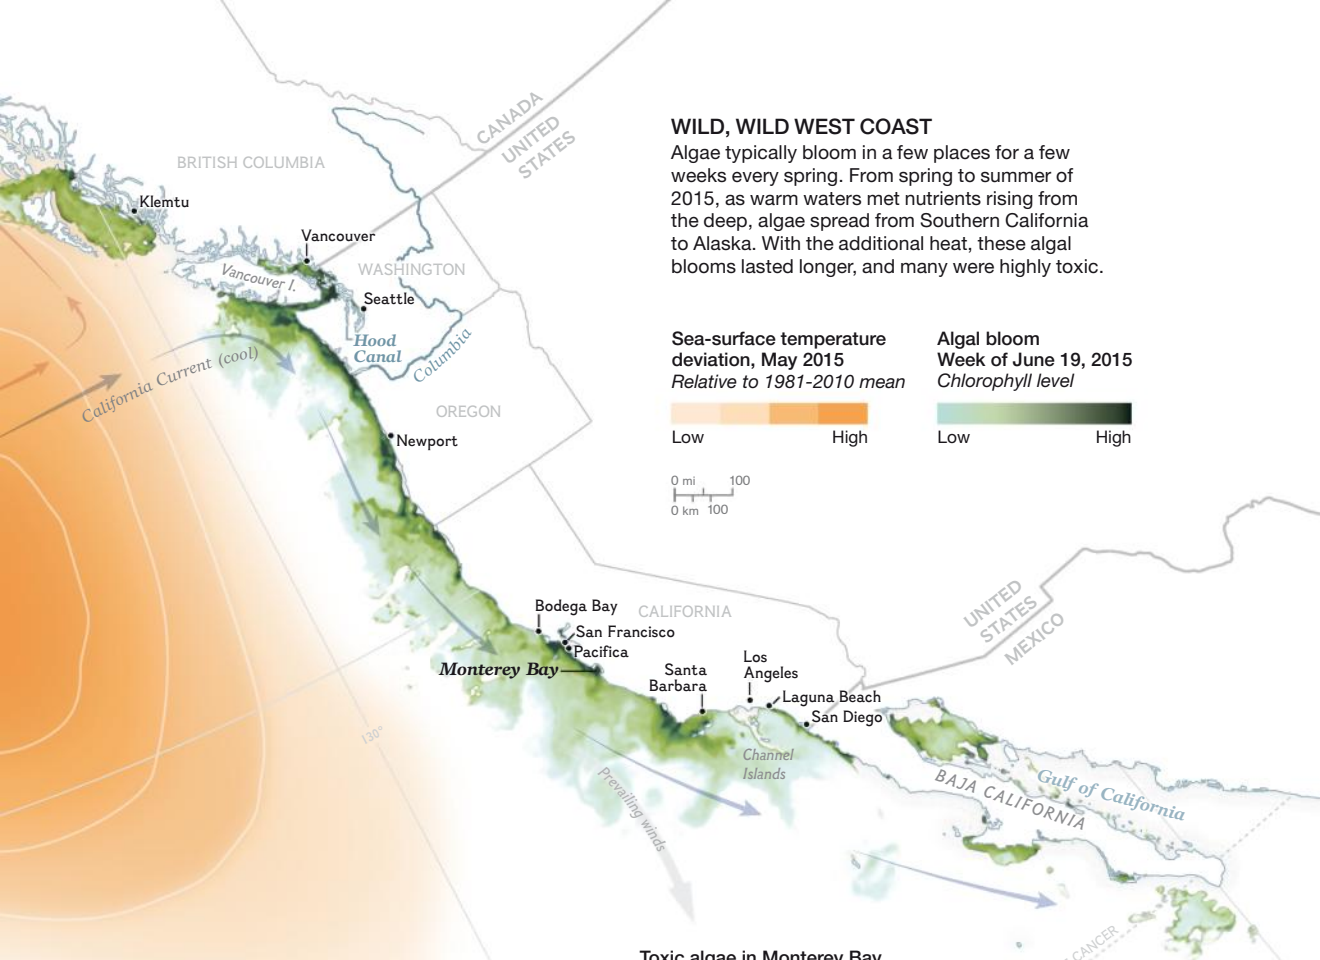 CANADA
UNITED
STATES
BRITISH COLUMBIA
Klemtu
Vancouver
Vancouver I.
WASHINGTON
Seattle
Hood
Canal
Columbia
California Current (cool)
OREGON
Newport
WILD, WILD WEST COAST
Algae typically bloom in a few places for a few
weeks every spring. From spring to summer of
2015, as warm waters met nutrients rising from
the deep, algae spread from Southern California
to Alaska. With the additional heat, these algal
blooms lasted longer, and many were highly toxic.
Sea-surface temperature
deviation, May 2015
Relative to 1981-2010 mean
Low High
Algal bloom
Week of June 19, 2015
Chlorophyll level
Low High
0 mi 100
0 km 100
Bodega Bay
CALIFORNIA
San Francisco
Pacifica
Monterey Bay
Santa
Barbara
Los
Angeles
Laguna Beach
San Diego
UNITED
STATES
MEXICO
130°
Channel
Islands
Prevailing winds
BAJA CALIFORNIA
Gulf of California
CANCER
Toxic algae in Monterey Bay